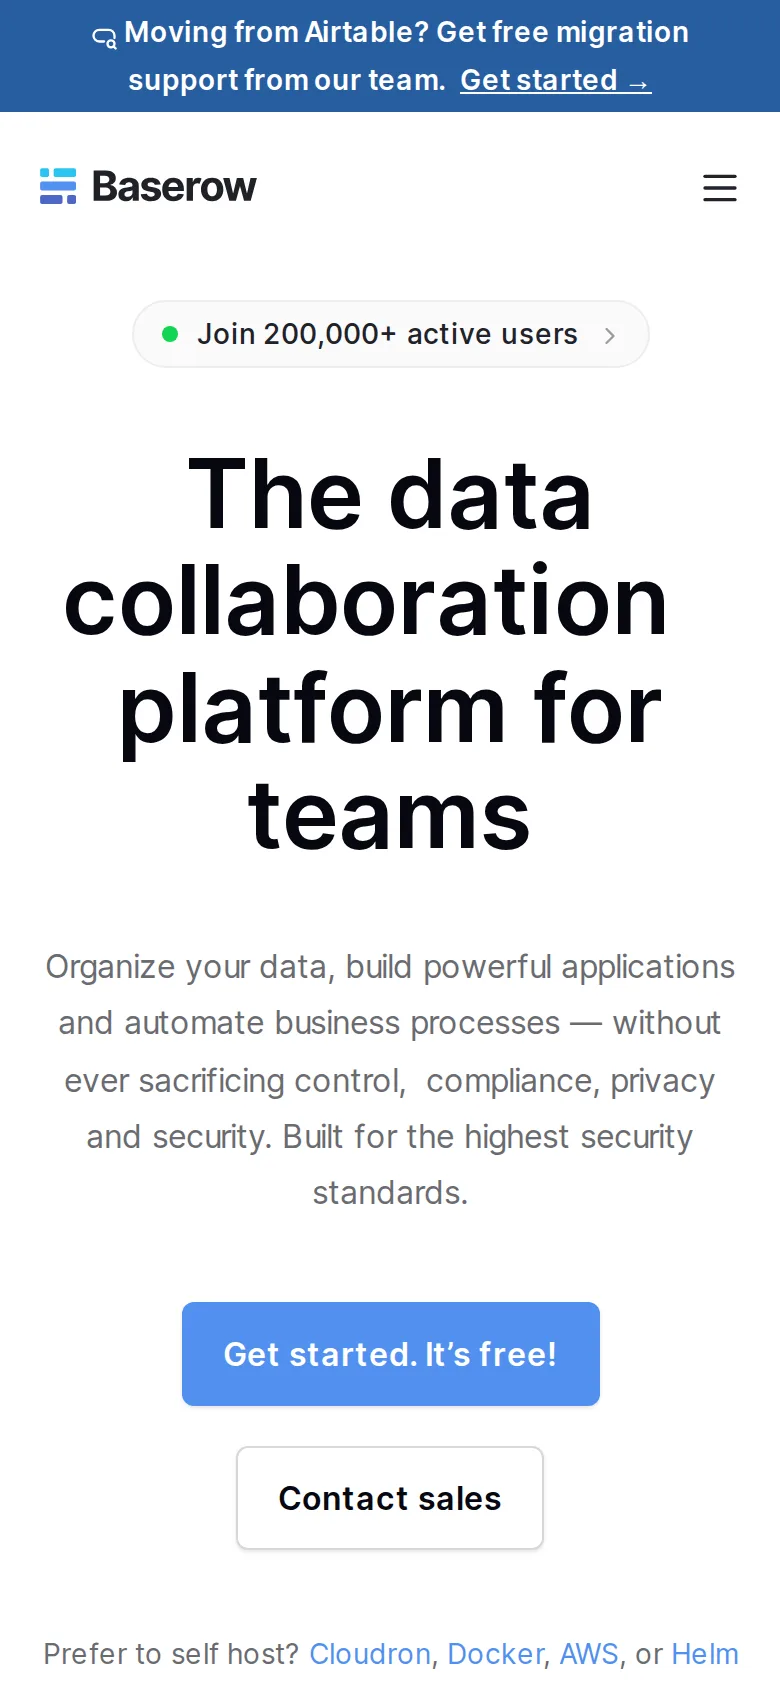 Moving from Airtable? Get free migration
support from our team. Get started →
Baserow
Join 200,000+ active users
The data
collaboration
platform for
teams
Organize your data, build powerful applications
and automate business processes — without
ever sacrificing control, compliance, privacy
and security. Built for the highest security
standards.
Get started. It’s free!
Contact sales
Prefer to self host? Cloudron, Docker, AWS, or Helm